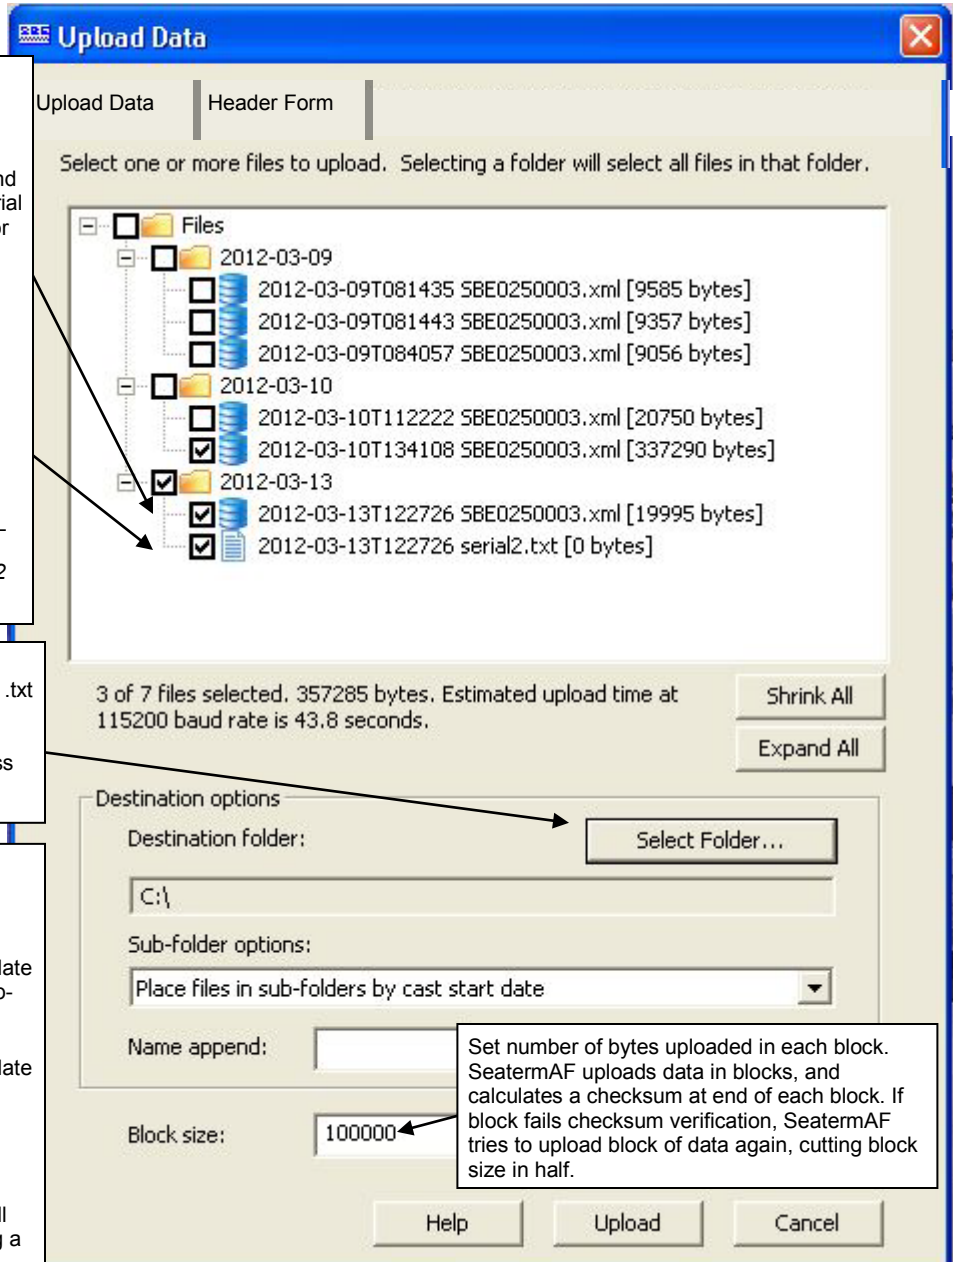 Upload Data
Upload Data
Header Form
Select one or more files to upload. Selecting a folder will select all files in that folder.
Files
2012-03-09
2012-03-09T081435 SBE0250003.xml [9585 bytes]
2012-03-09T081443 SBE0250003.xml [9357 bytes]
2012-03-09T084057 SBE0250003.xml [9056 bytes]
2012-03-10
2012-03-10T112222 SBE0250003.xml [20750 bytes]
2012-03-10T134108 SBE0250003.xml [337290 bytes]
2012-03-13
2012-03-13T122726 SBE0250003.xml [19995 bytes]
2012-03-13T122726 serial2.txt [0 bytes]
.txt
3 of 7 files selected. 357285 bytes. Estimated upload time at
115200 baud rate is 43.8 seconds.
Shrink All
Expand All
Destination options
Destination folder:
Select Folder...
C:\
Sub-folder options:
Place files in sub-folders by cast start date
Name append:
Set number of bytes uploaded in each block.
SeatermAF uploads data in blocks, and
calculates a checksum at end of each block. If
block fails checksum verification, SeatermAF
tries to upload block of data again, cutting block
size in half.
Block size:
100000
Help
Upload
Cancel